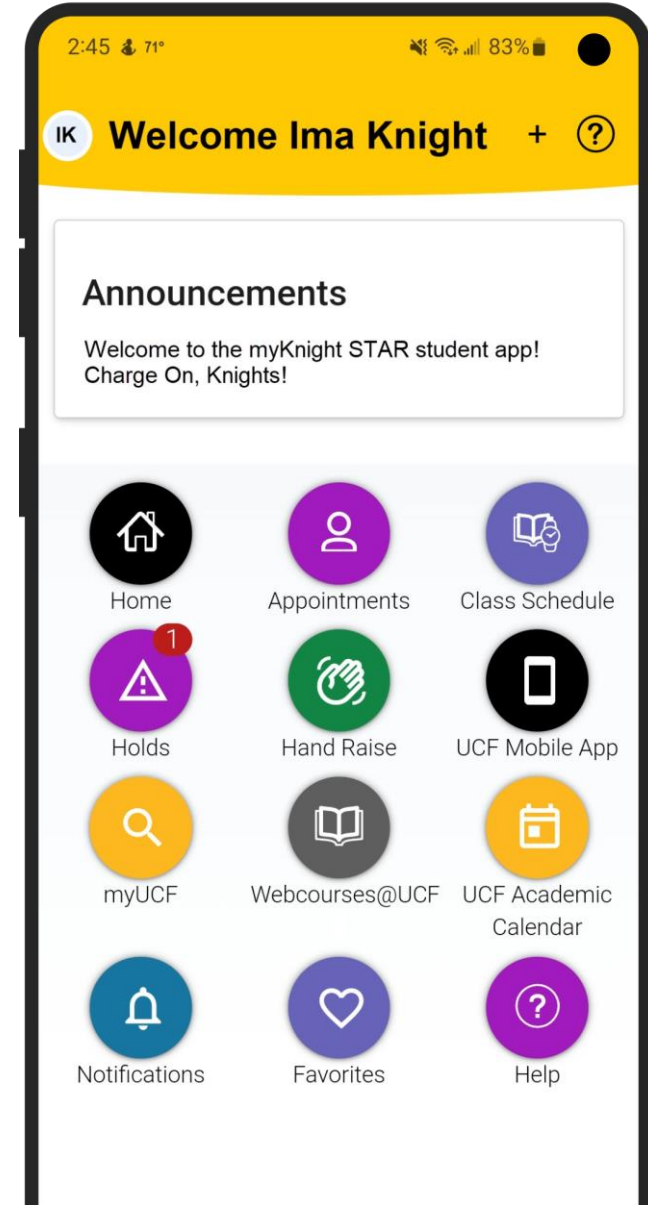 2:45 71° 83%
IK Welcome Ima Knight + ?
Announcements
Welcome to the myKnight STAR student app!
Charge On, Knights!
Home Appointments Class Schedule
1
Holds Hand Raise UCF Mobile App
myUCF Webcourses@UCF UCF Academic
Calendar
?
Notifications Favorites Help